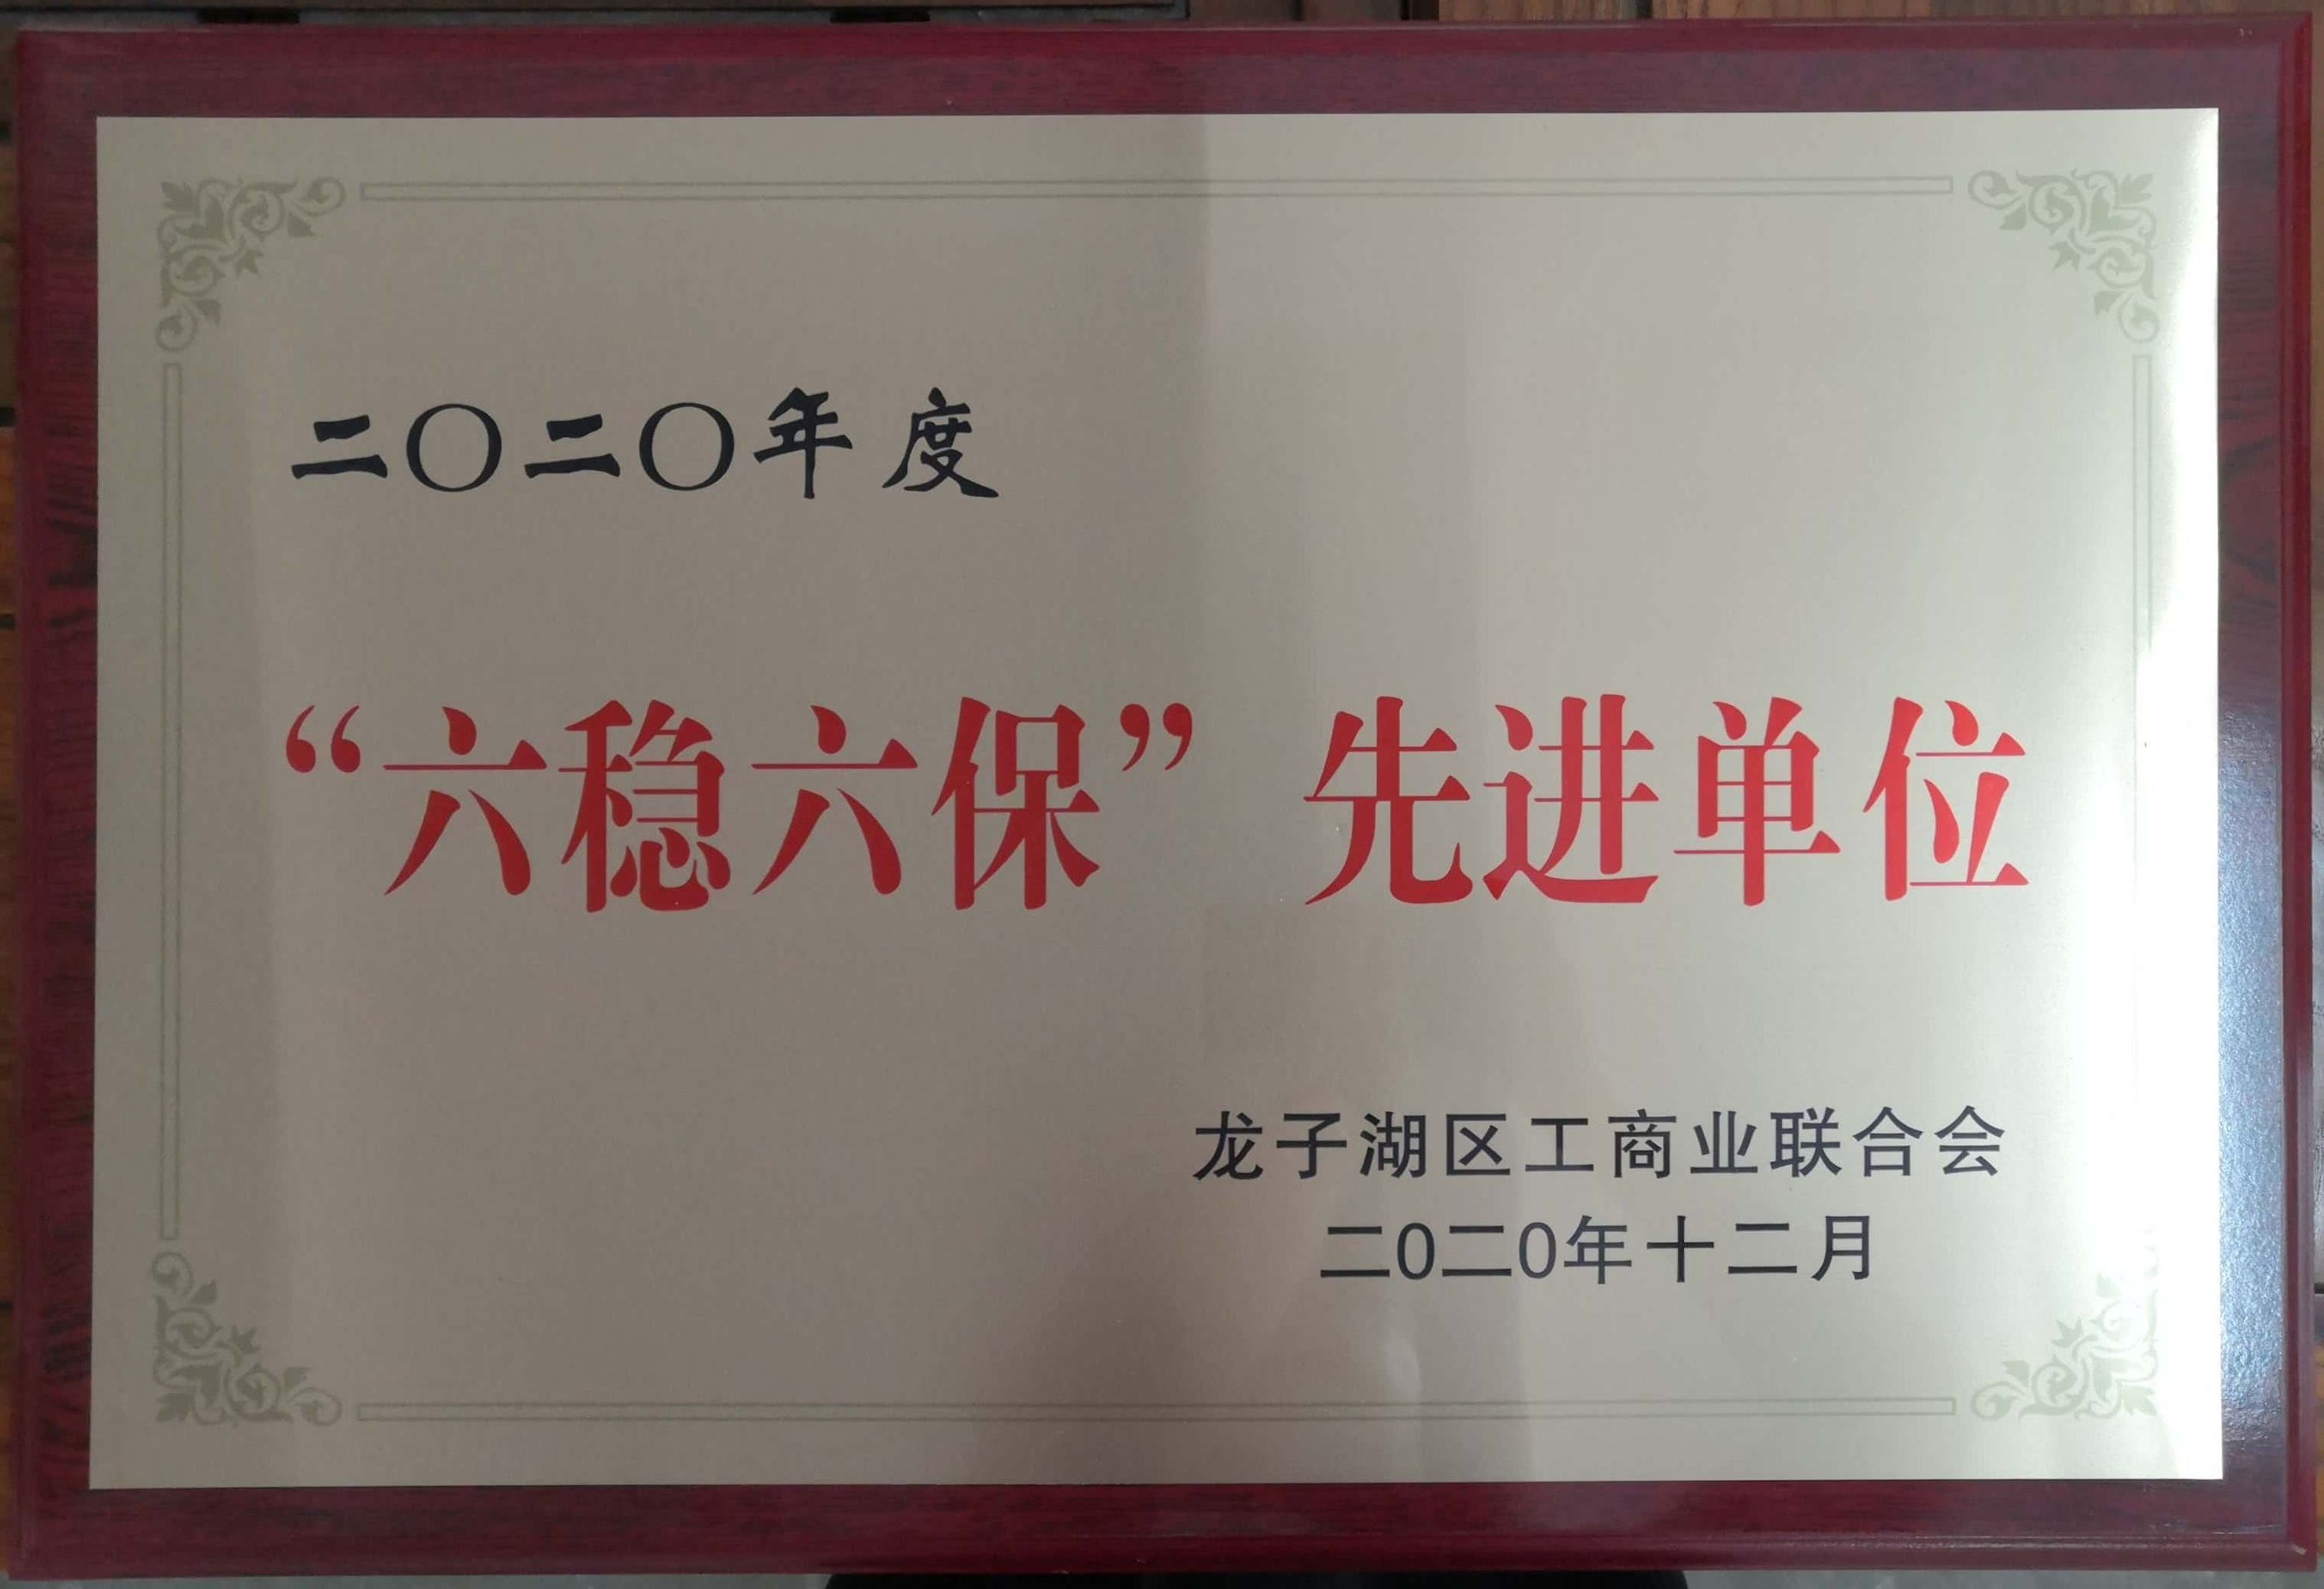 二〇二〇年度
“六稳六保”先进单位
龙子湖区工商业联合会
二0二0年十二月